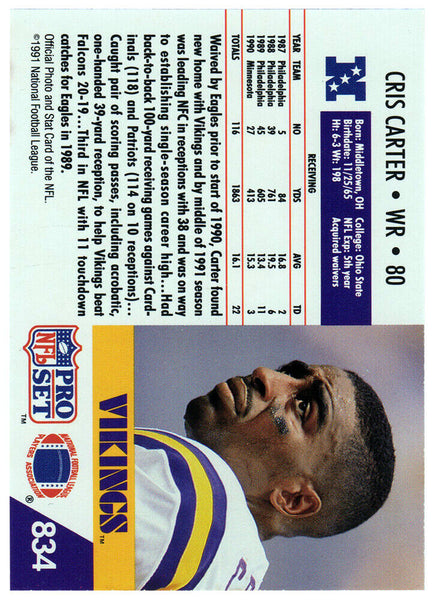 CRIS CARTER • WR • 80
N
Born: Middletown, OH College: Ohio State
Birthdate: 11/25/65 NFL Exp: 5th year
Ht: 6-3 Wt: 198 Acquired waivers
RECEIVING
YEAR TEAM NO YDS AVG TD
1987 Philadelphia 5 84 16.8 2
1988 Philadelphia 39 761 19.5 6
1989 Philadelphia 45 605 13.4 11
1990 Minnesota 27 413 15.3 3
TOTALS 116 1863 16.1 22
Waived by Eagles prior to start of 1990, Carter found
new home with Vikings and by middle of 1991 season
was leading NFC in receptions with 38 and was on way
to establishing single-season career high....Had
back-to-back 100-yard receiving games against Card-
inals (118) and Patriots (114 on 10 receptions)....
Caught pair of scoring passes, including acrobatic,
one-handed 39-yard reception, to help Vikings beat
Falcons 20-19....Third in NFL with 11 touchdown
catches for Eagles in 1989.
Official Photo and Stat Card of the NFL.
©1991 National Football League.
VIKINGS™
PRO
NFL
SET™
NATIONAL FOOTBALL LEAGUE
PLAYERS ASSOCIATION
®
834